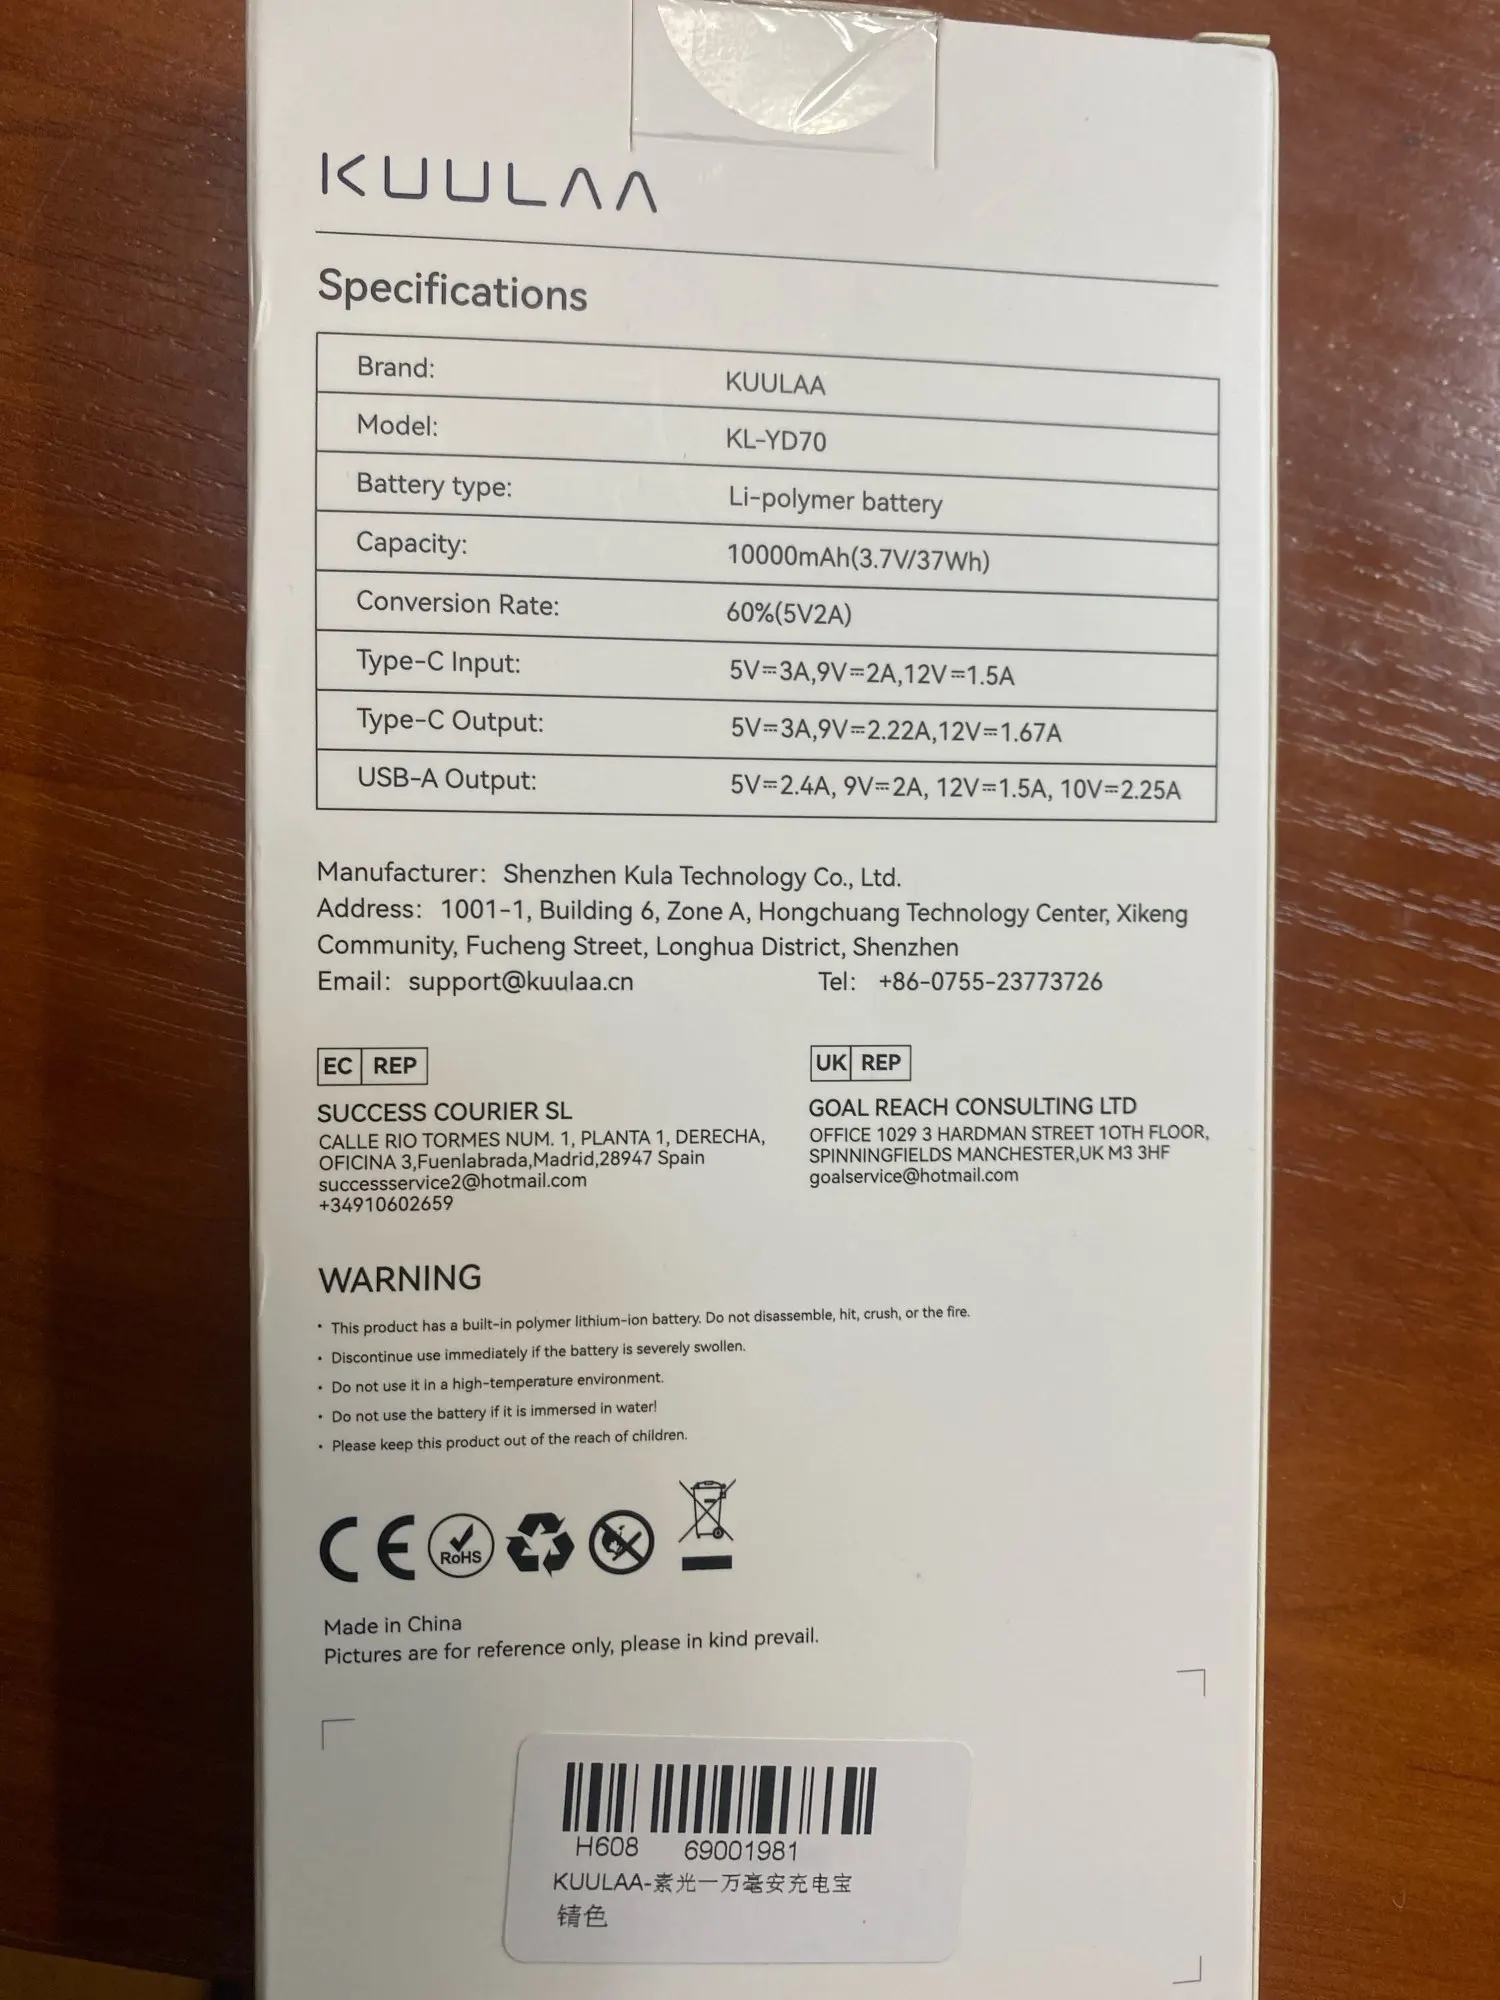 KUULAA
Specifications
Brand: KUULAA
Model: KL-YD70
Battery type: Li-polymer battery
Capacity: 10000mAh(3.7V/37Wh)
Conversion Rate: 60%(5V2A)
Type-C Input: 5V⎓3A,9V⎓2A,12V⎓1.5A
Type-C Output: 5V⎓3A,9V⎓2.22A,12V⎓1.67A
USB-A Output: 5V⎓2.4A, 9V⎓2A, 12V⎓1.5A, 10V⎓2.25A
Manufacturer: Shenzhen Kula Technology Co., Ltd.
Address: 1001-1, Building 6, Zone A, Hongchuang Technology Center, Xikeng
Community, Fucheng Street, Longhua District, Shenzhen
Email: support@kuulaa.cn Tel: +86-0755-23773726
EC REP
SUCCESS COURIER SL
CALLE RIO TORMES NUM. 1, PLANTA 1, DERECHA,
OFICINA 3,Fuenlabrada,Madrid,28947 Spain
successservice2@hotmail.com
+34910602659
UK REP
GOAL REACH CONSULTING LTD
OFFICE 1029 3 HARDMAN STREET 10TH FLOOR,
SPINNINGFIELDS MANCHESTER,UK M3 3HF
goalservice@hotmail.com
WARNING
• This product has a built-in polymer lithium-ion battery. Do not disassemble, hit, crush, or the fire.
• Discontinue use immediately if the battery is severely swollen.
• Do not use it in a high-temperature environment.
• Do not use the battery if it is immersed in water!
• Please keep this product out of the reach of children.
CE RoHS
Made in China
Pictures are for reference only, please in kind prevail.
H608 69001981
KUULAA-素光一万毫安充电宝
锖色